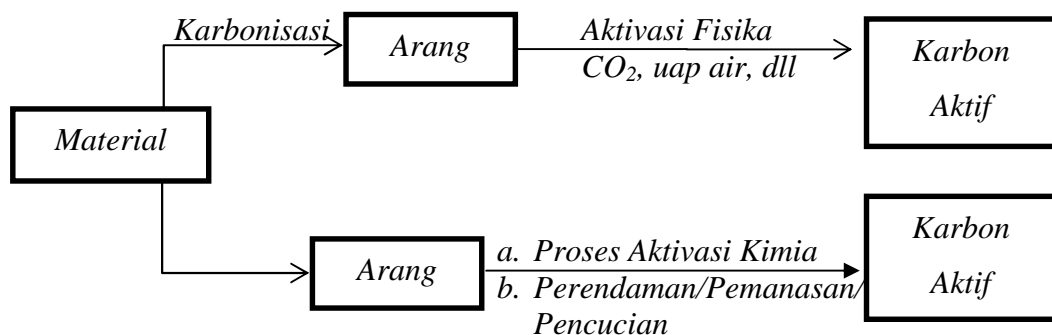 Karbonisasi
Arang
Aktivasi Fisika
CO₂, uap air, dll
Karbon
Aktif
Material
Arang
a. Proses Aktivasi Kimia
b. Perendaman/Pemanasan/
Pencucian
Karbon
Aktif